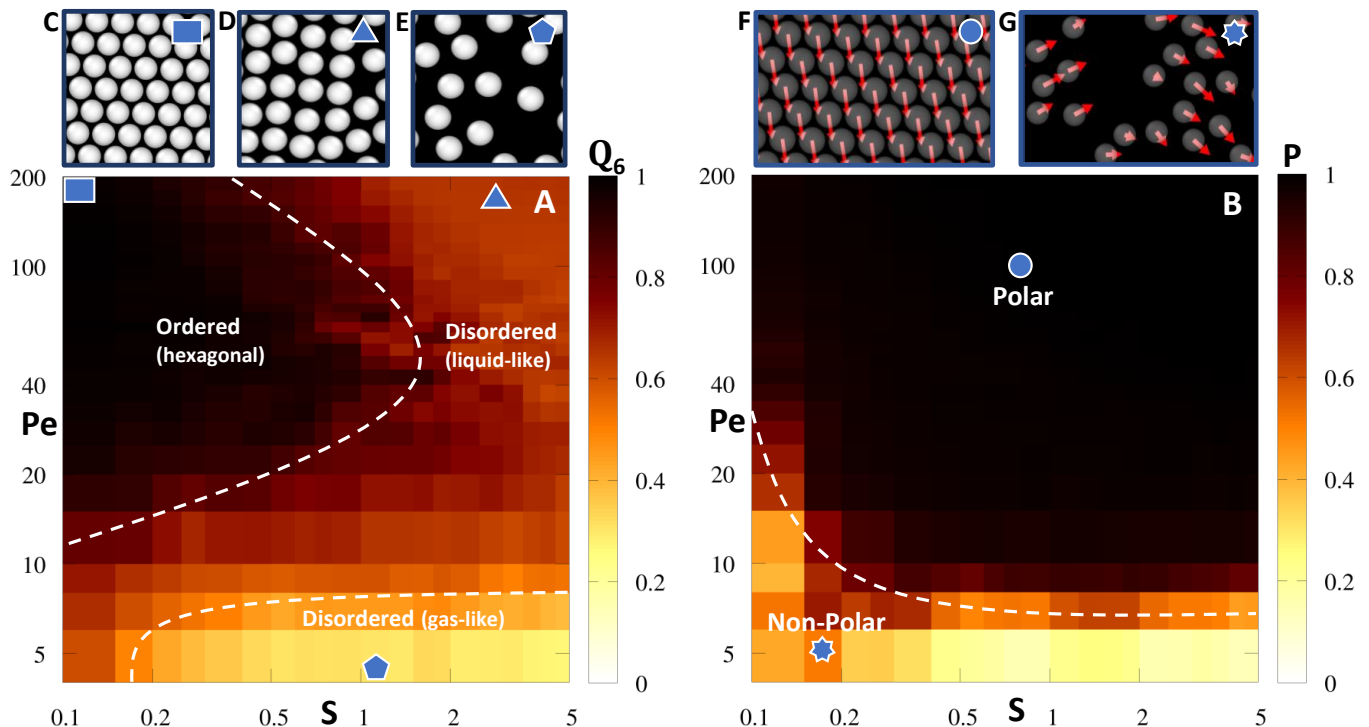 C
D
E
F
G
Q6
P
A
B
200
100
40
Pe
20
10
5
0.1
0.2
0.5
S
1
2
5
Ordered
(hexagonal)
Disordered
(liquid-like)
Disordered (gas-like)
1
0.8
0.6
0.4
0.2
0
200
100
40
Pe
20
10
5
0.1
0.2
0.5
1
S
2
5
Polar
Non-Polar
1
0.8
0.6
0.4
0.2
0